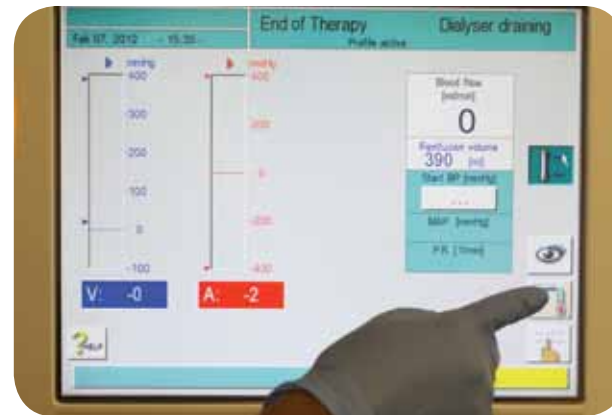 End of Therapy
Dialyser draining
Feb 07, 2012 - 15:35
Profile active
mmHg
400
300
200
100
0
-100
V: -0
mmHg
400
200
0
-200
-400
A: -2
Blood flow
[ml/min]
0
Reinfusion volume
390 [ml]
Start BP [mmHg]
...
MAP [mmHg]
P.R. [1/min]
HELP